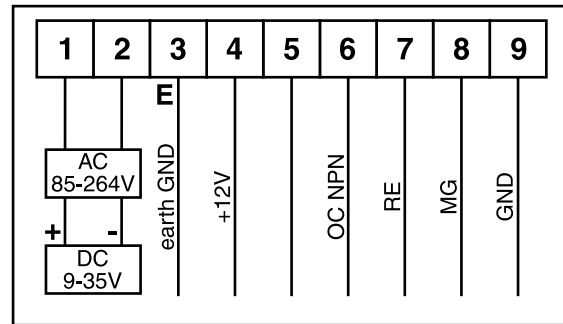 1 2 3 4 5 6 7 8 9
E
AC
85-264V
+ -
DC
9-35V
earth GND
+12V
OC NPN
RE
MG
GND